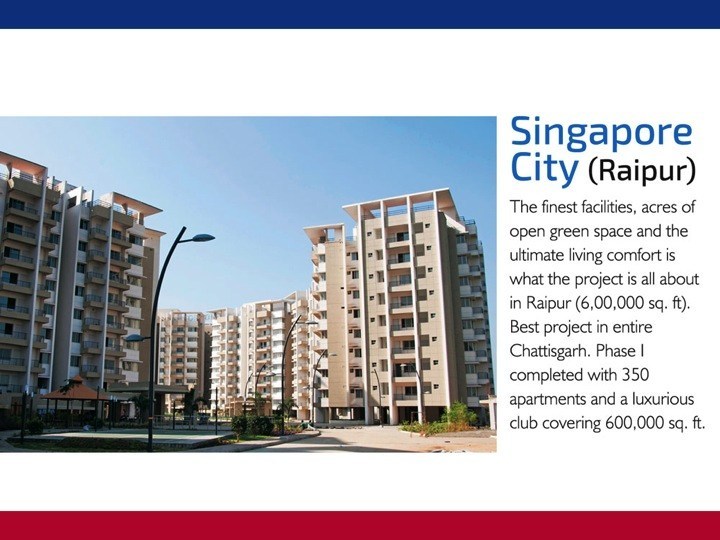 Singapore
City (Raipur)
The finest facilities, acres of
open green space and the
ultimate living comfort is
what the project is all about
in Raipur (6,00,000 sq. ft).
Best project in entire
Chattisgarh. Phase I
completed with 350
apartments and a luxurious
club covering 600,000 sq. ft.